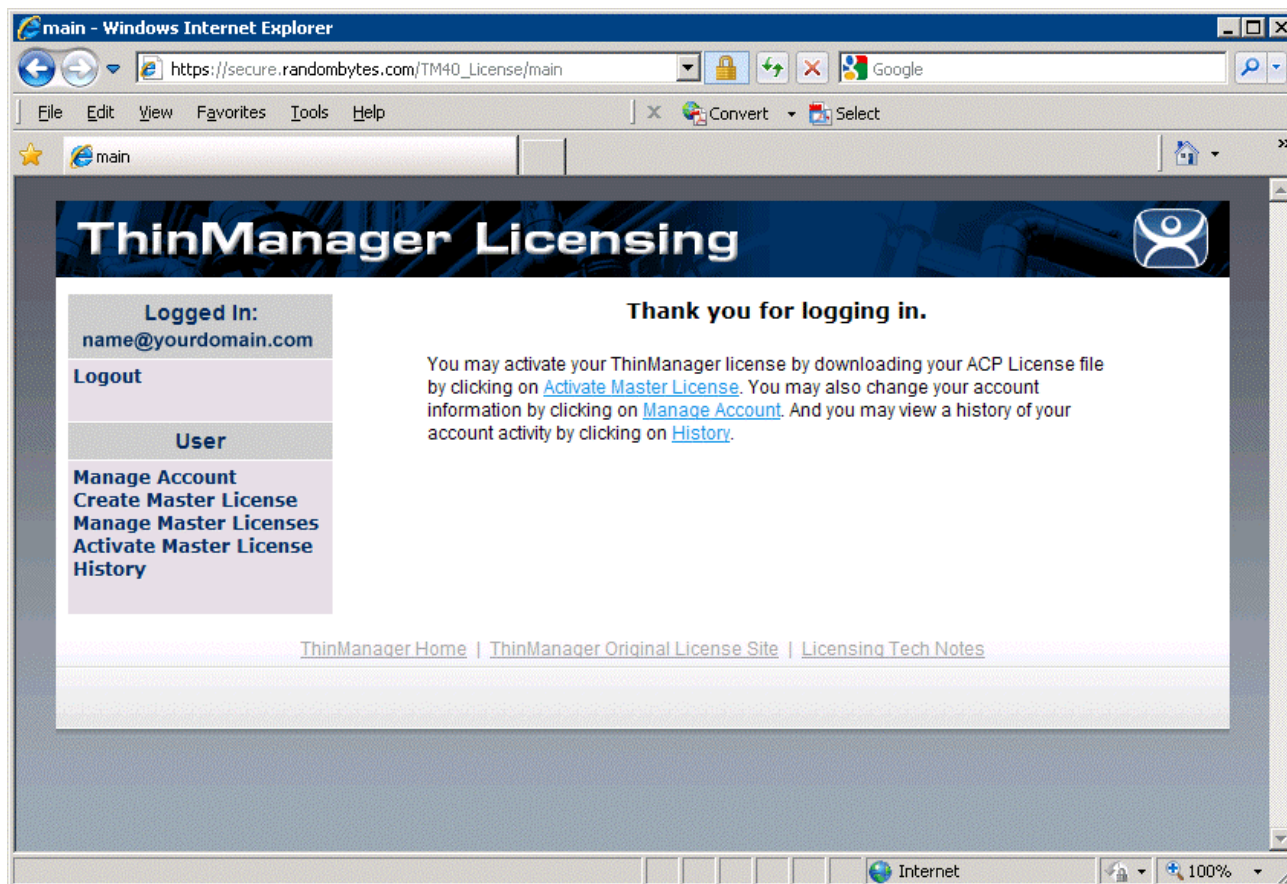 main - Windows Internet Explorer
https://secure.randombytes.com/TM40_License/main
Google
File Edit View Favorites Tools Help
x Convert Select
main
»
ThinManager Licensing
Logged In:
name@yourdomain.com
Logout
User
Manage Account
Create Master License
Manage Master Licenses
Activate Master License
History
Thank you for logging in.
You may activate your ThinManager license by downloading your ACP License file
by clicking on Activate Master License. You may also change your account
information by clicking on Manage Account. And you may view a history of your
account activity by clicking on History.
ThinManager Home | ThinManager Original License Site | Licensing Tech Notes
Internet
100%